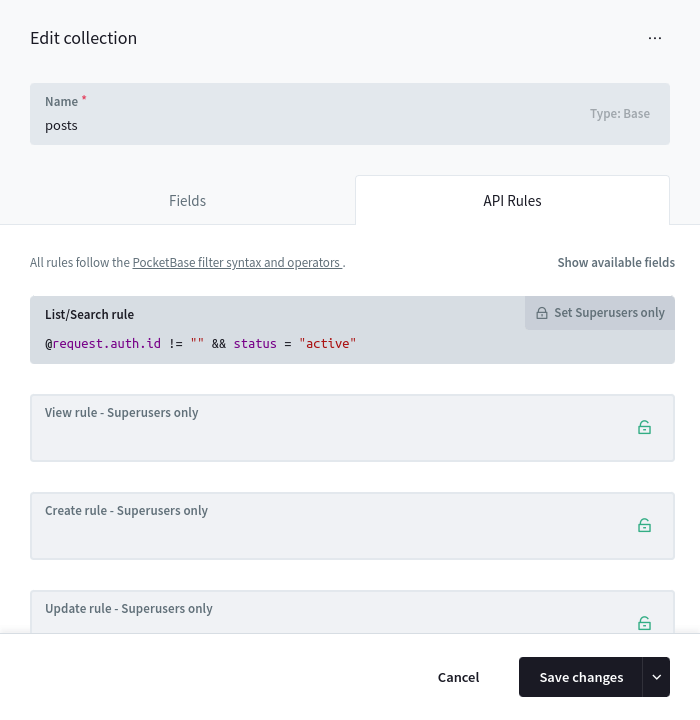 Edit collection
Name *
posts
Type: Base
Fields
API Rules
All rules follow the PocketBase filter syntax and operators .
Show available fields
List/Search rule
Set Superusers only
@request.auth.id != "" && status = "active"
View rule - Superusers only
Create rule - Superusers only
Update rule - Superusers only
Cancel
Save changes